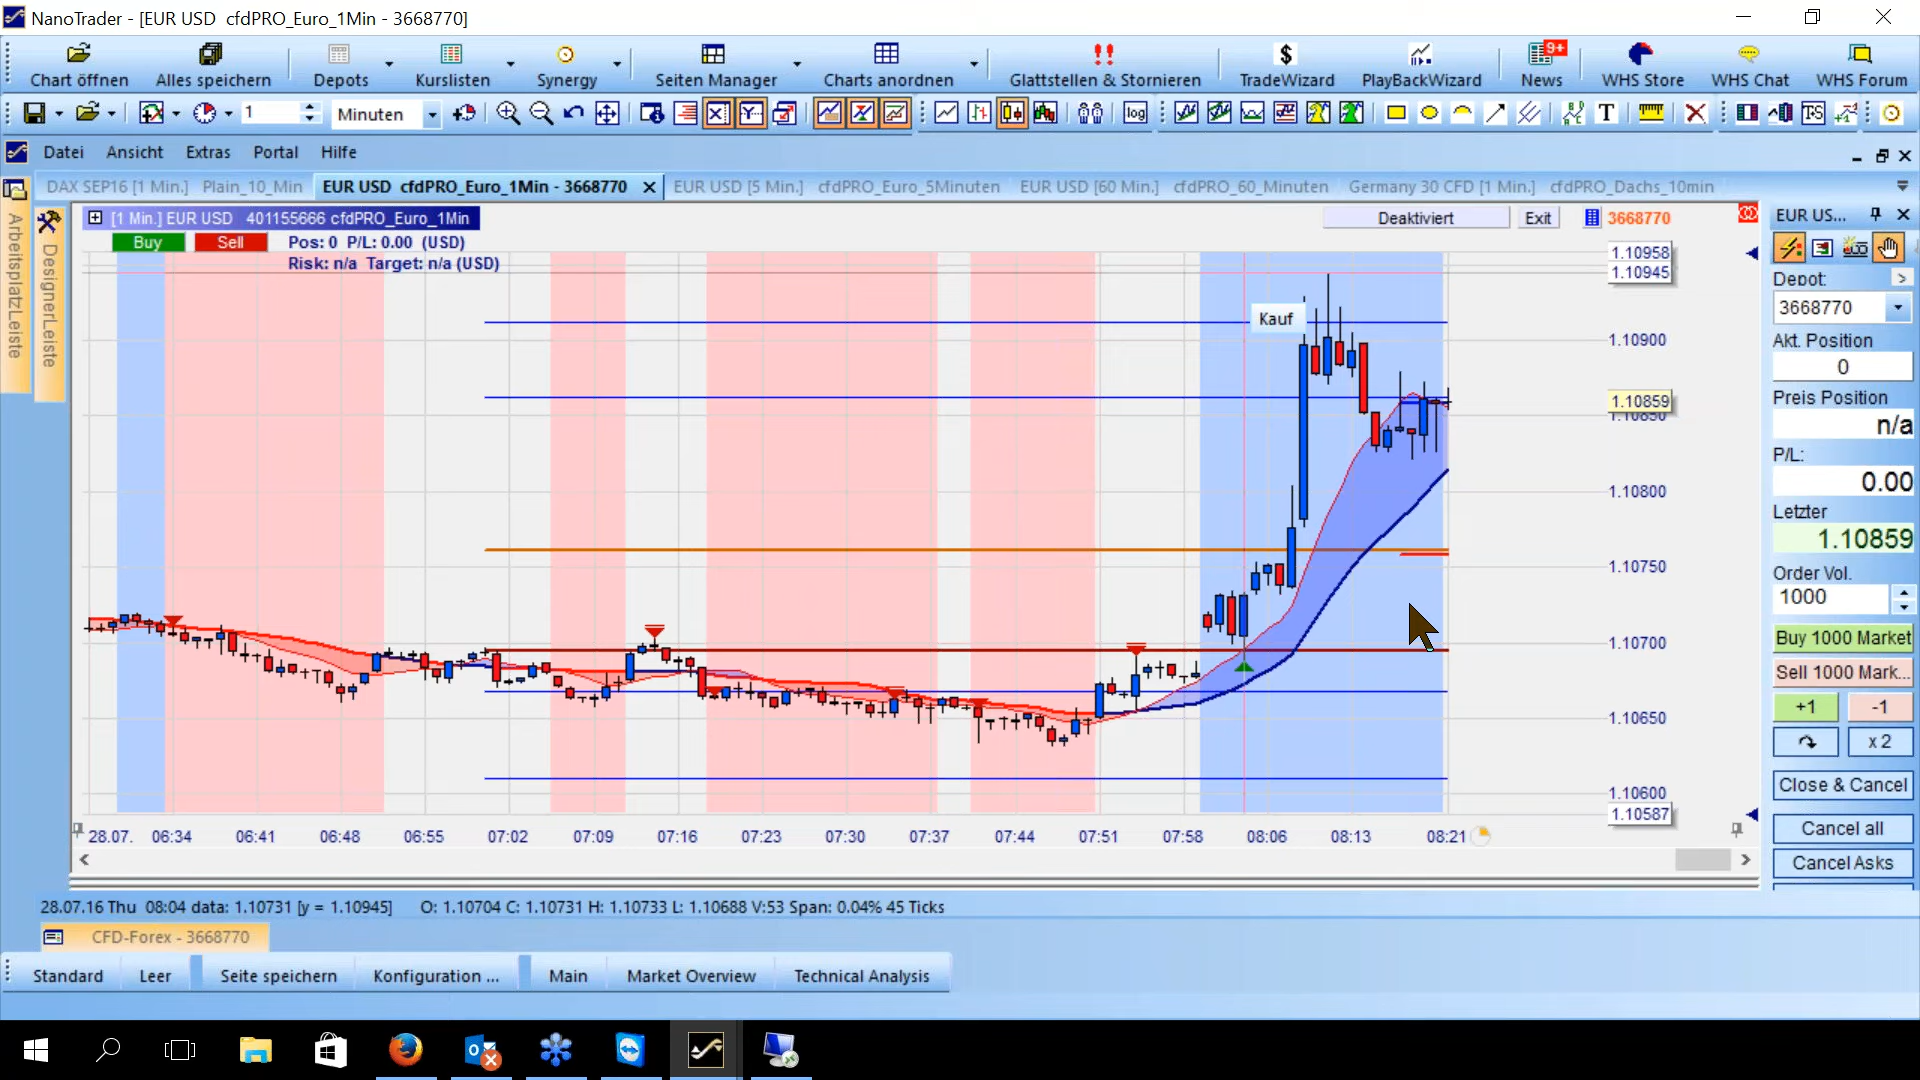 NanoTrader - [EUR USD cfdPRO_Euro_1Min - 3668770]
Chart öffnen Alles speichern Depots Kurslisten Synergy Seiten Manager Charts anordnen Glattstellen & Stornieren TradeWizard PlayBackWizard News 9+ WHS Store WHS Chat WHS Forum
1 Minuten log T TS
Datei Ansicht Extras Portal Hilfe
DAX SEP16 [1 Min.] Plain_10_Min EUR USD cfdPRO_Euro_1Min - 3668770 EUR USD [5 Min.] cfdPRO_Euro_5Minuten EUR USD [60 Min.] cfdPRO_60_Minuten Germany 30 CFD [1 Min.] cfdPRO_Dachs_10min
ArbeitsplatzLeiste
DesignerLeiste
[1 Min.] EUR USD 401155666 cfdPRO_Euro_1Min
Deaktiviert Exit 3668770
Buy Sell Pos: 0 P/L: 0.00 (USD)
Risk: n/a Target: n/a (USD)
Kauf
1.10958
1.10945
1.10900
1.10859
1.10850
1.10800
1.10750
1.10700
1.10650
1.10600
1.10587
28.07. 06:34 06:41 06:48 06:55 07:02 07:09 07:16 07:23 07:30 07:37 07:44 07:51 07:58 08:06 08:13 08:21
EUR US...
Depot:
3668770
Akt. Position
0
Preis Position
n/a
P/L:
0.00
Letzter
1.10859
Order Vol.
1000
Buy 1000 Market
Sell 1000 Mark...
+1 -1
x 2
Close & Cancel
Cancel all
Cancel Asks
28.07.16 Thu 08:04 data: 1.10731 [y = 1.10945] O: 1.10704 C: 1.10731 H: 1.10733 L: 1.10688 V:53 Span: 0.04% 45 Ticks
CFD-Forex - 3668770
Standard Leer Seite speichern Konfiguration ... Main Market Overview Technical Analysis